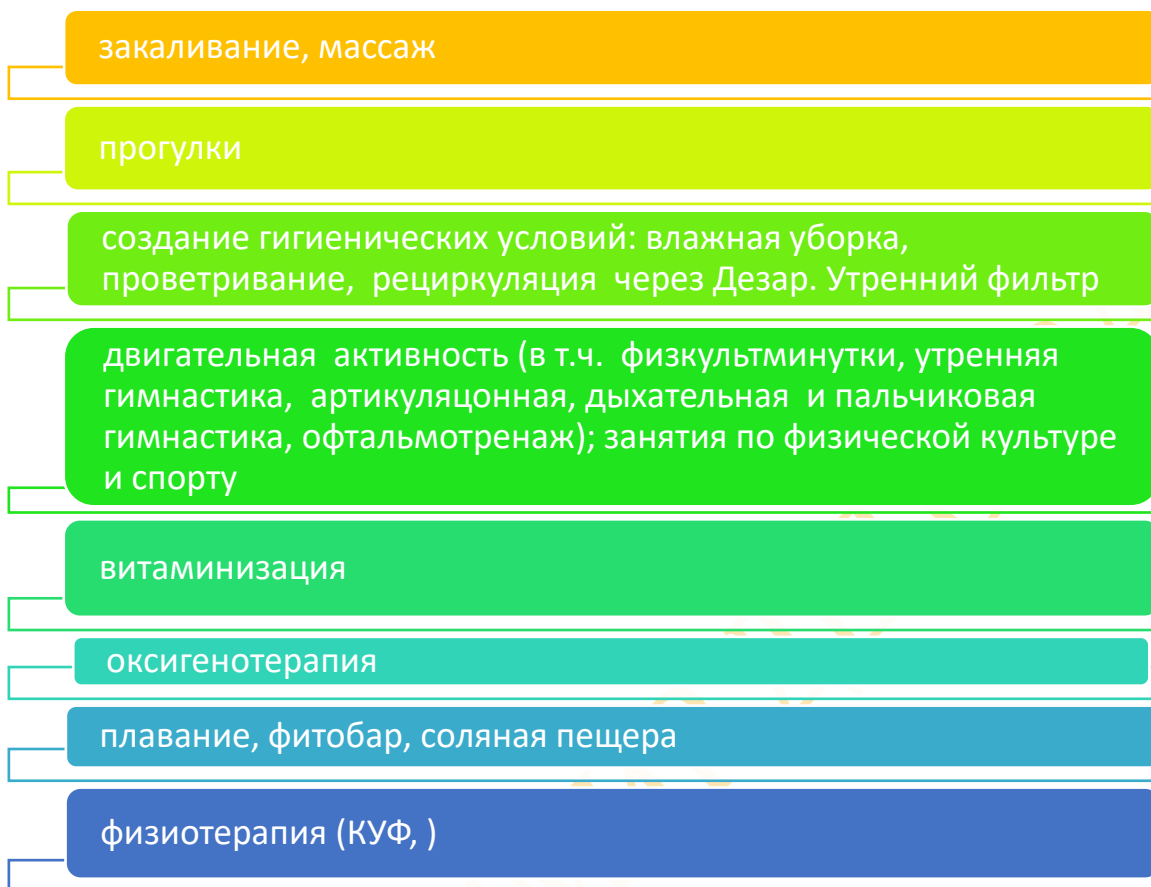 закаливание, массаж
прогулки
создание гигиенических условий: влажная уборка,
проветривание, рециркуляция через Дезар. Утренний фильтр
двигательная активность (в т.ч. физкультминутки, утренняя
гимнастика, артикуляцонная, дыхательная и пальчиковая
гимнастика, офтальмотренаж); занятия по физической культуре
и спорту
витаминизация
оксигенотерапия
плавание, фитобар, соляная пещера
физиотерапия (КУФ, )